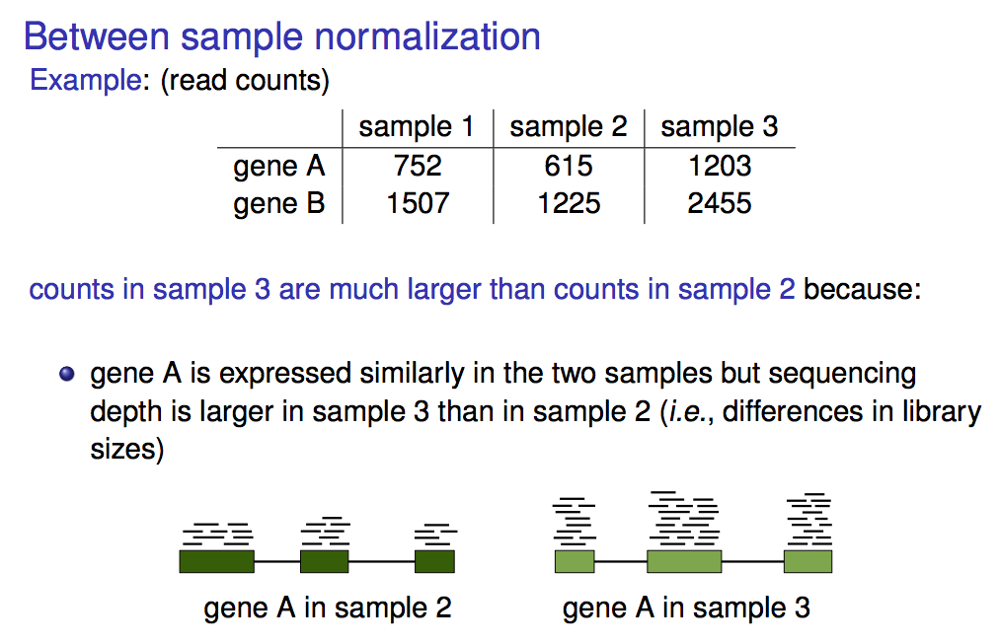 Between sample normalization
Example: (read counts)
sample 1 sample 2 sample 3
gene A 752 615 1203
gene B 1507 1225 2455
counts in sample 3 are much larger than counts in sample 2 because:
gene A is expressed similarly in the two samples but sequencing
depth is larger in sample 3 than in sample 2 (i.e., differences in library
sizes)
gene A in sample 2 gene A in sample 3